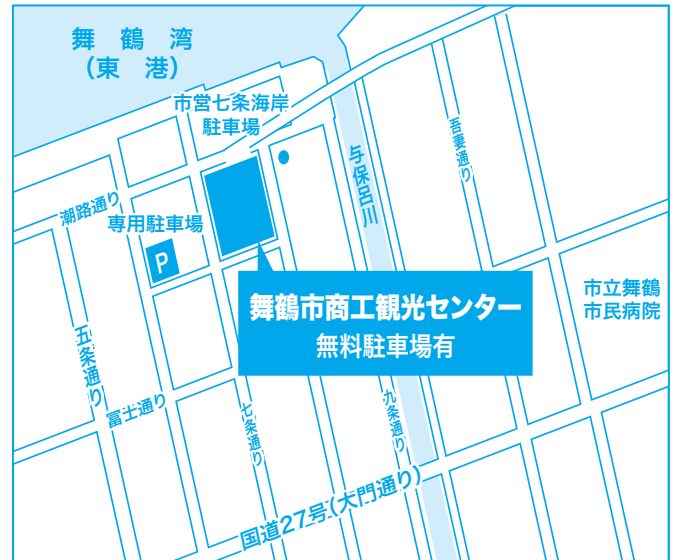 舞鶴湾
（東港）
市営七条海岸
駐車場
与保呂川
吾妻通り
潮路通り
専用駐車場
P
舞鶴市商工観光センター
無料駐車場有
市立舞鶴
市民病院
五条通り
冨士通り
七条通り
九条通り
国道27号（大門通り）